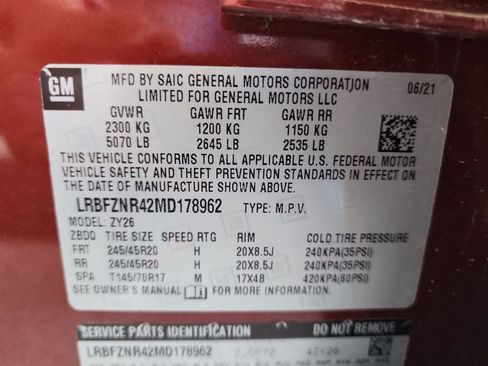 GM
MFD BY SAIC GENERAL MOTORS CORPORATION 06/21
LIMITED FOR GENERAL MOTORS LLC
GVWR GAWR FRT GAWR RR
2300 KG 1200 KG 1150 KG
5070 LB 2645 LB 2535 LB
THIS VEHICLE CONFORMS TO ALL APPLICABLE U.S. FEDERAL MOTOR
VEHICLE SAFETY AND THEFT PREVENTION STANDARDS IN EFFECT ON
THE DATE OF MANUFACTURE SHOWN ABOVE.
LRBFZNR42MD178962 TYPE: M.P.V.
MODEL: ZY26
ZBDO TIRE SIZE SPEED RTG RIM COLD TIRE PRESSURE
FRT 245/45R20 H 20X8.5J 240KPA(35PSI)
RR 245/45R20 H 20X8.5J 240KPA(35PSI)
SPA T145/70R17 M 17X4B 420KPA(60PSI)
SEE OWNER'S MANUAL FOR MORE INFORMATION.
SERVICE PARTS IDENTIFICATION DO NOT REMOVE
LRBFZNR42MD178962 4ZY26